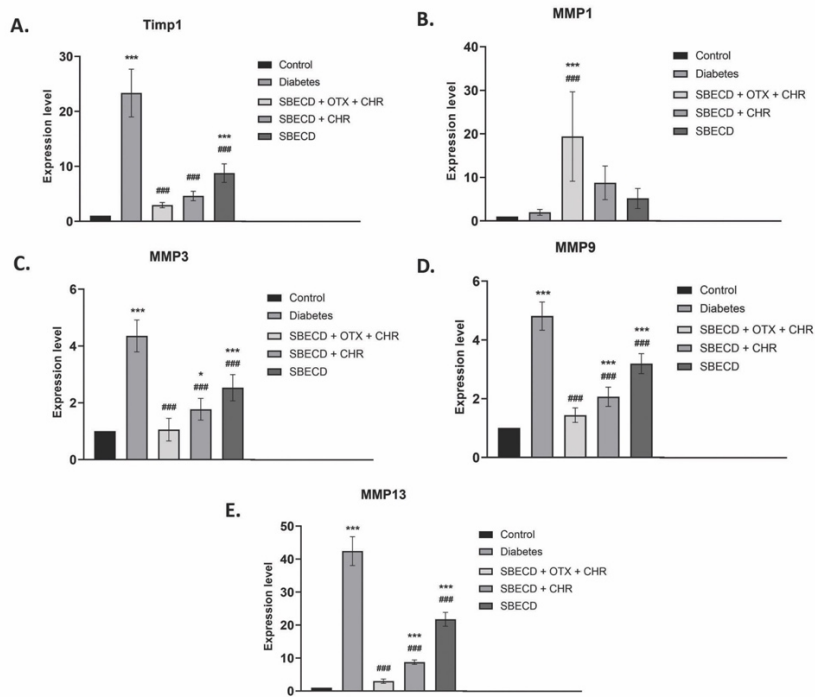 A.
Timp1
Expression level
30
20
10
0
***
###
###
***
###
Control
Diabetes
SBECD + OTX + CHR
SBECD + CHR
SBECD
B.
MMP1
Expression level
40
30
20
10
0
***
###
Control
Diabetes
SBECD + OTX + CHR
SBECD + CHR
SBECD
C.
MMP3
Expression level
6
4
2
0
***
###
*
###
***
###
Control
Diabetes
SBECD + OTX + CHR
SBECD + CHR
SBECD
D.
MMP9
Expression level
6
4
2
0
***
###
***
###
***
###
Control
Diabetes
SBECD + OTX + CHR
SBECD + CHR
SBECD
E.
MMP13
Expression level
50
40
30
20
10
0
***
###
***
###
***
###
Control
Diabetes
SBECD + OTX + CHR
SBECD + CHR
SBECD